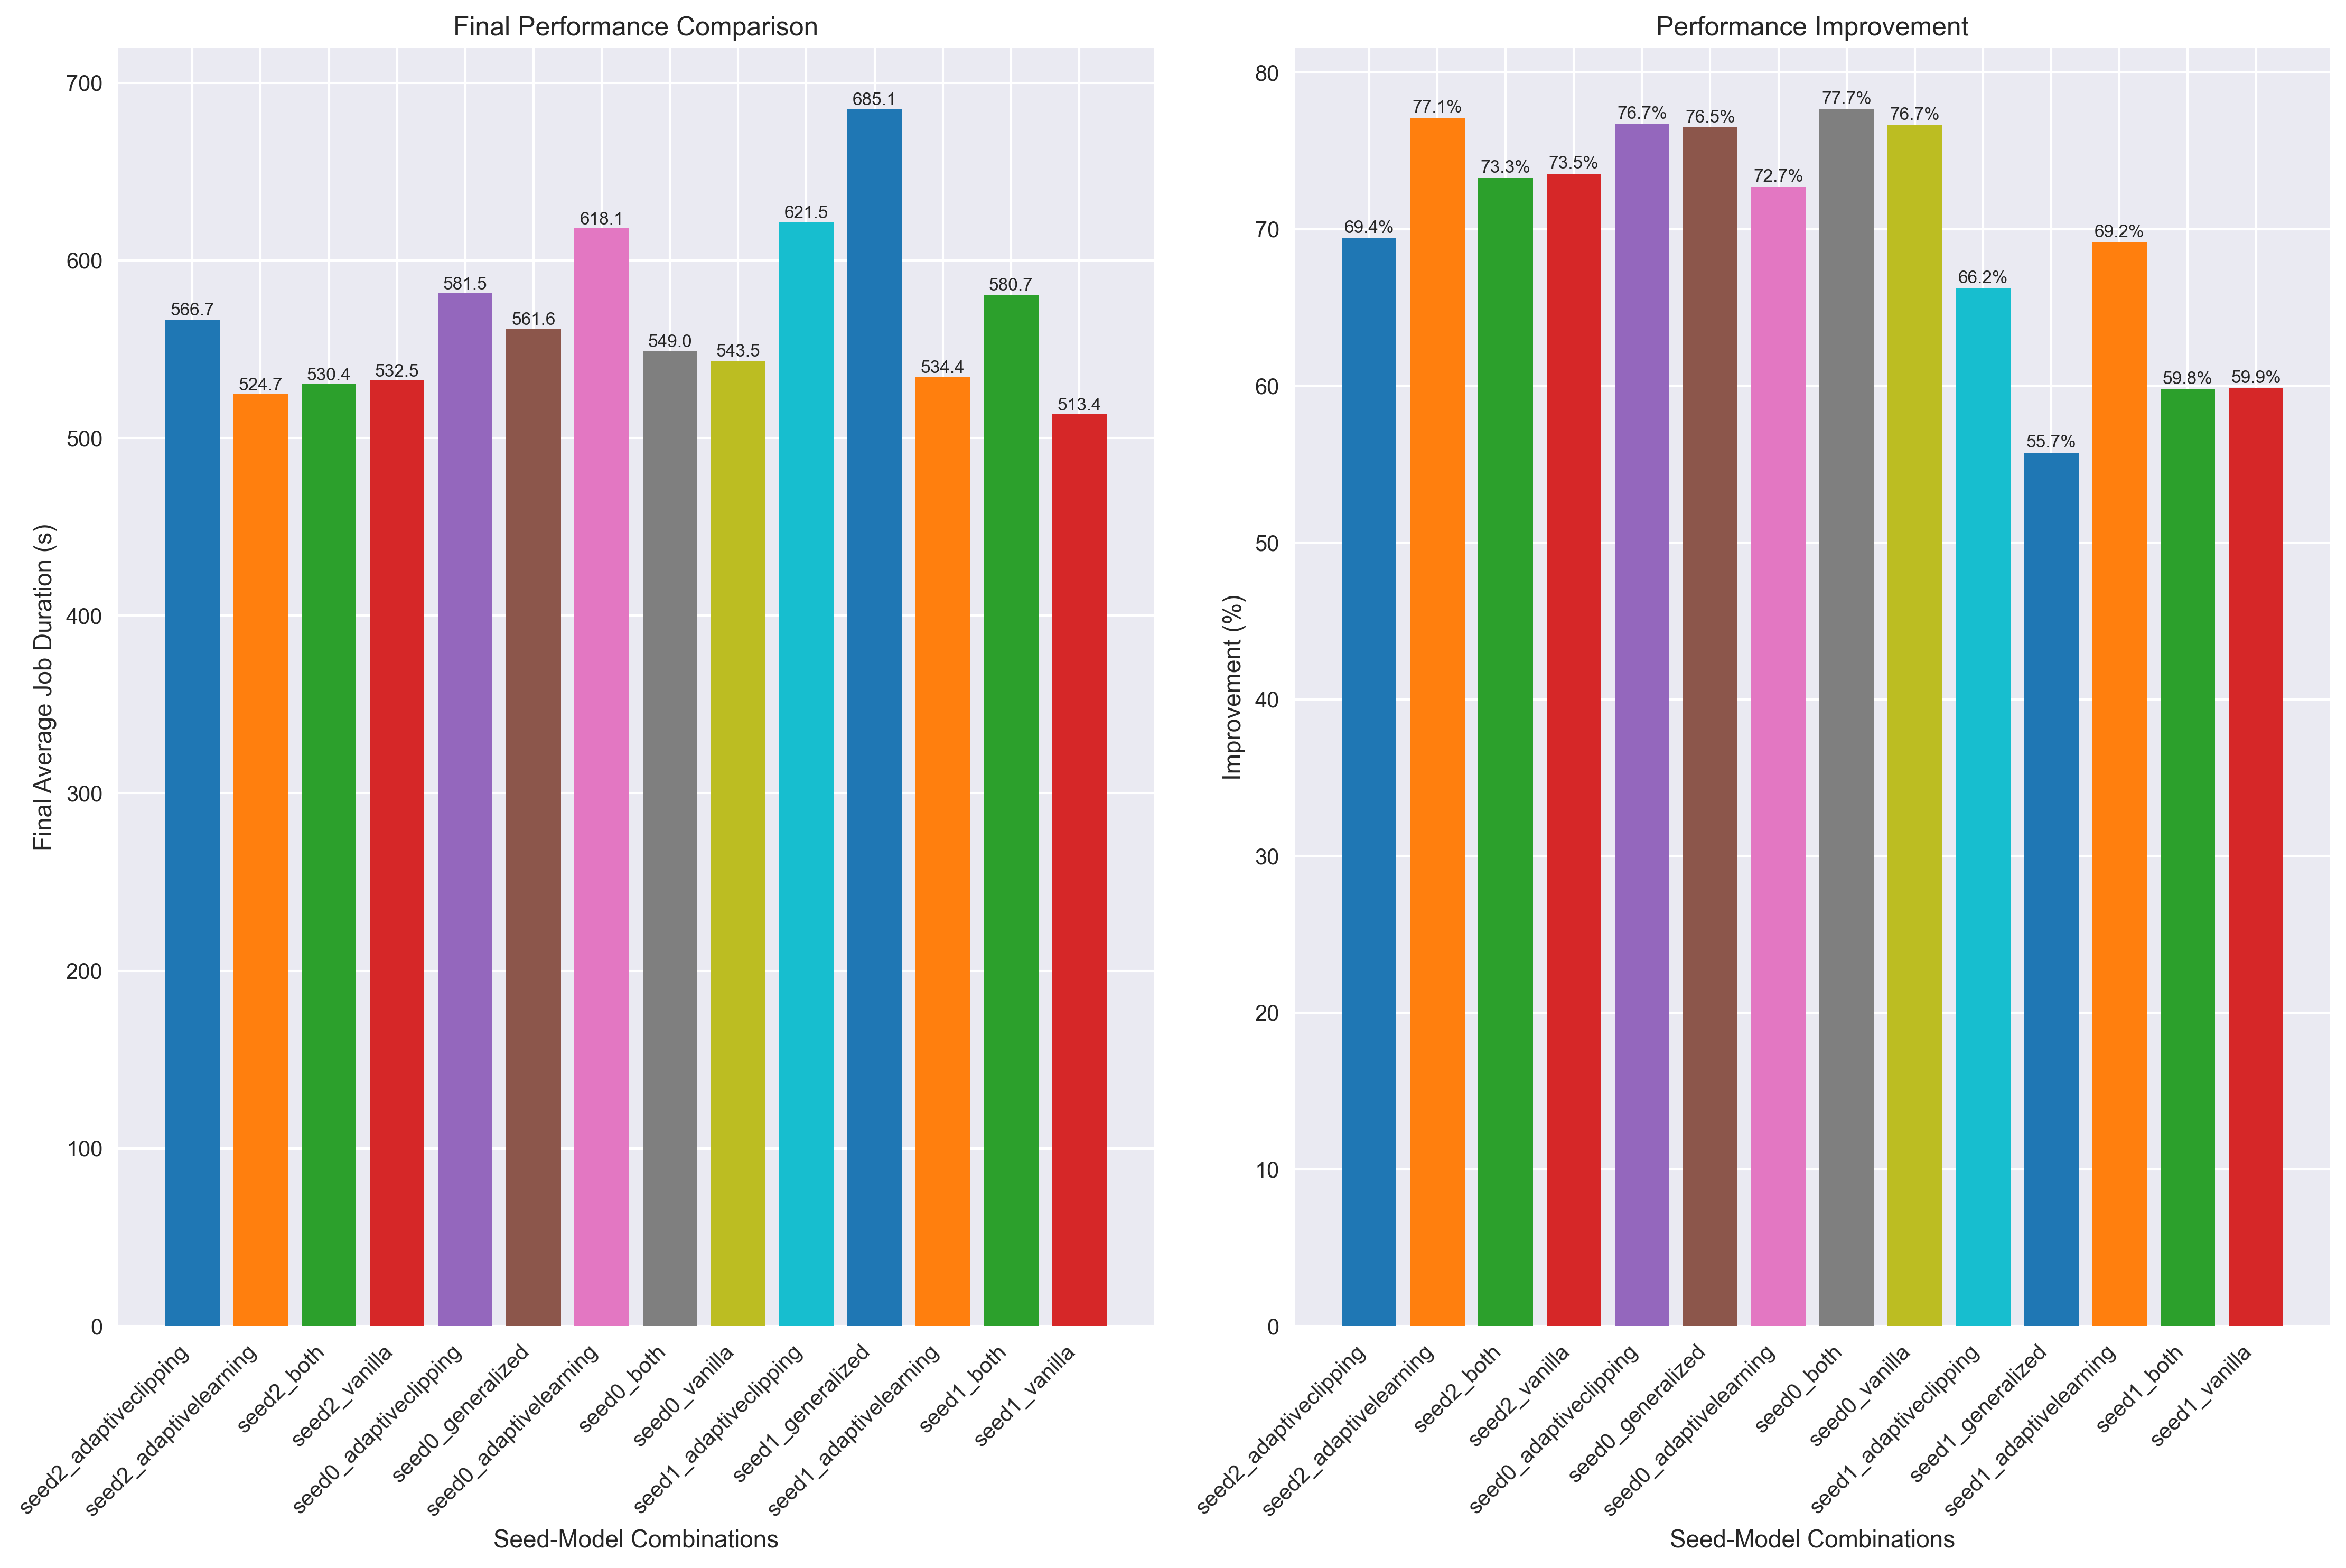 Final Performance Comparison
Final Average Job Duration (s)
700
600
500
400
300
200
100
0
566.7
524.7
530.4
532.5
581.5
561.6
618.1
549.0
543.5
621.5
685.1
534.4
580.7
513.4
seed2_adaptiveclipping
seed2_adaptivelearning
seed2_both
seed2_vanilla
seed0_adaptiveclipping
seed0_generalized
seed0_adaptivelearning
seed0_both
seed0_vanilla
seed1_adaptiveclipping
seed1_generalized
seed1_adaptivelearning
seed1_both
seed1_vanilla
Seed-Model Combinations
Performance Improvement
Improvement (%)
80
70
60
50
40
30
20
10
0
69.4%
77.1%
73.3%
73.5%
76.7%
76.5%
72.7%
77.7%
76.7%
66.2%
55.7%
69.2%
59.8%
59.9%
seed2_adaptiveclipping
seed2_adaptivelearning
seed2_both
seed2_vanilla
seed0_adaptiveclipping
seed0_generalized
seed0_adaptivelearning
seed0_both
seed0_vanilla
seed1_adaptiveclipping
seed1_generalized
seed1_adaptivelearning
seed1_both
seed1_vanilla
Seed-Model Combinations